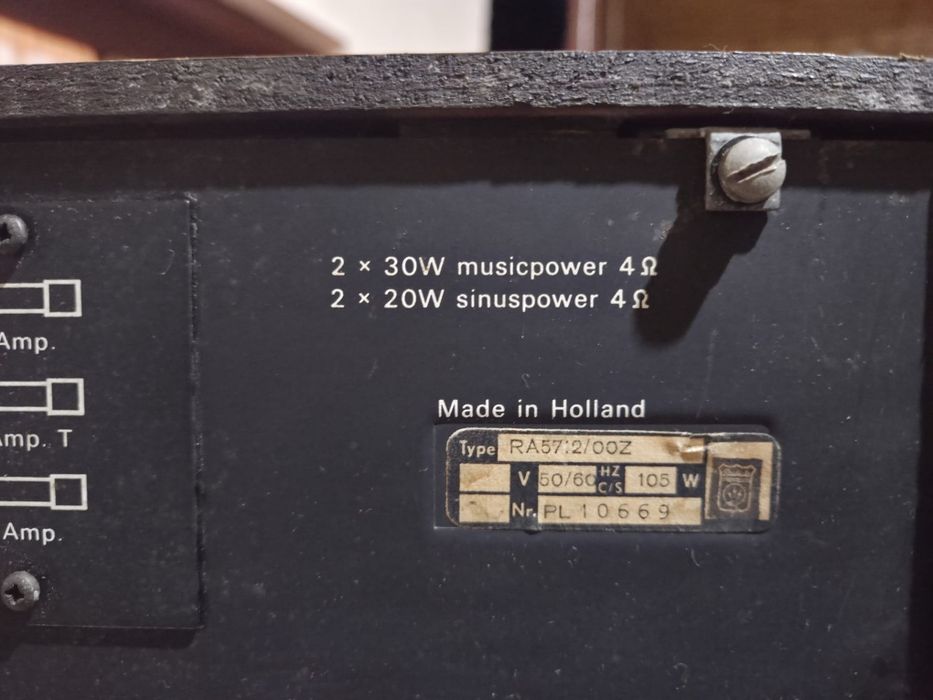 2 × 30W musicpower 4Ω
2 × 20W sinuspower 4Ω
Amp.
Amp. T
Amp.
Made in Holland
Type RA5712/00Z
V 50/60 HZ C/S 105 W
Nr. PL 10669